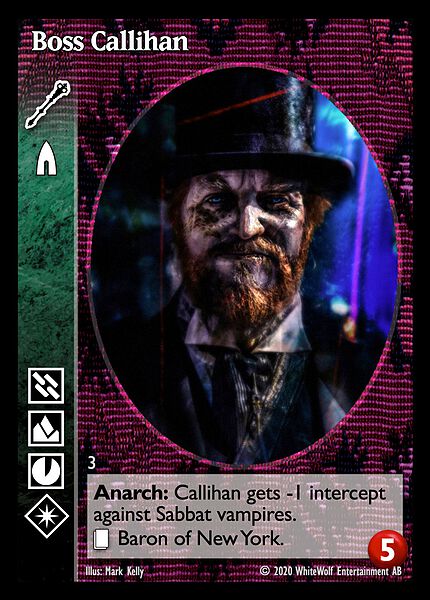 Boss Callihan
3
Anarch: Callihan gets -1 intercept
against Sabbat vampires.
Baron of New York.
5
Illus: Mark Kelly
© 2020 WhiteWolf Entertainment AB